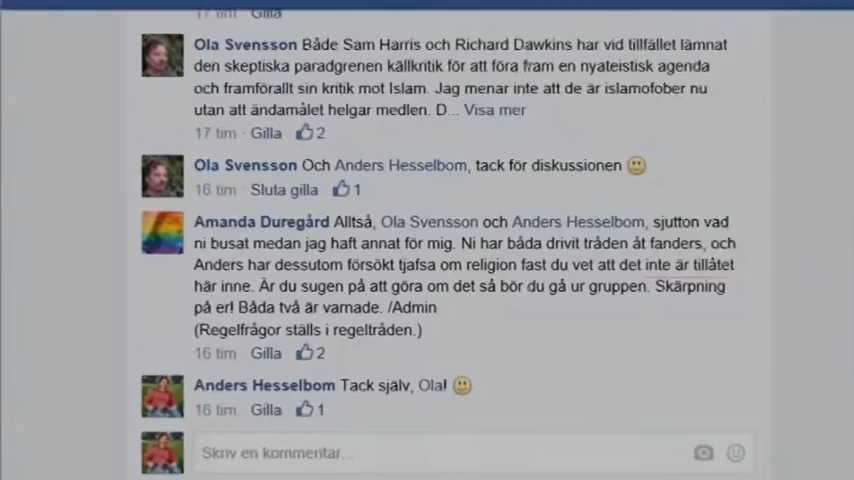 17 tim · Gilla
Ola Svensson Både Sam Harris och Richard Dawkins har vid tillfället lämnat
den skeptiska paradgrenen källkritik för att föra fram en nyateistisk agenda
och framförallt sin kritik mot Islam. Jag menar inte att de är islamofober nu
utan att ändamålet helgar medlen. D... Visa mer
17 tim · Gilla · 2
Ola Svensson Och Anders Hesselbom, tack för diskussionen
16 tim · Sluta gilla · 1
Amanda Duregård Alltså, Ola Svensson och Anders Hesselbom, sjutton vad
ni busat medan jag haft annat för mig. Ni har båda drivit tråden åt fanders, och
Anders har dessutom försökt tjafsa om religion fast du vet att det inte är tillåtet
här inne. Är du sugen på att göra om det så bör du gå ur gruppen. Skärpning
på er! Båda två är varnade. /Admin
(Regelfrågor ställs i regeltråden.)
16 tim · Gilla · 2
Anders Hesselbom Tack själv, Ola!
16 tim · Gilla · 1
Skriv en kommentar...